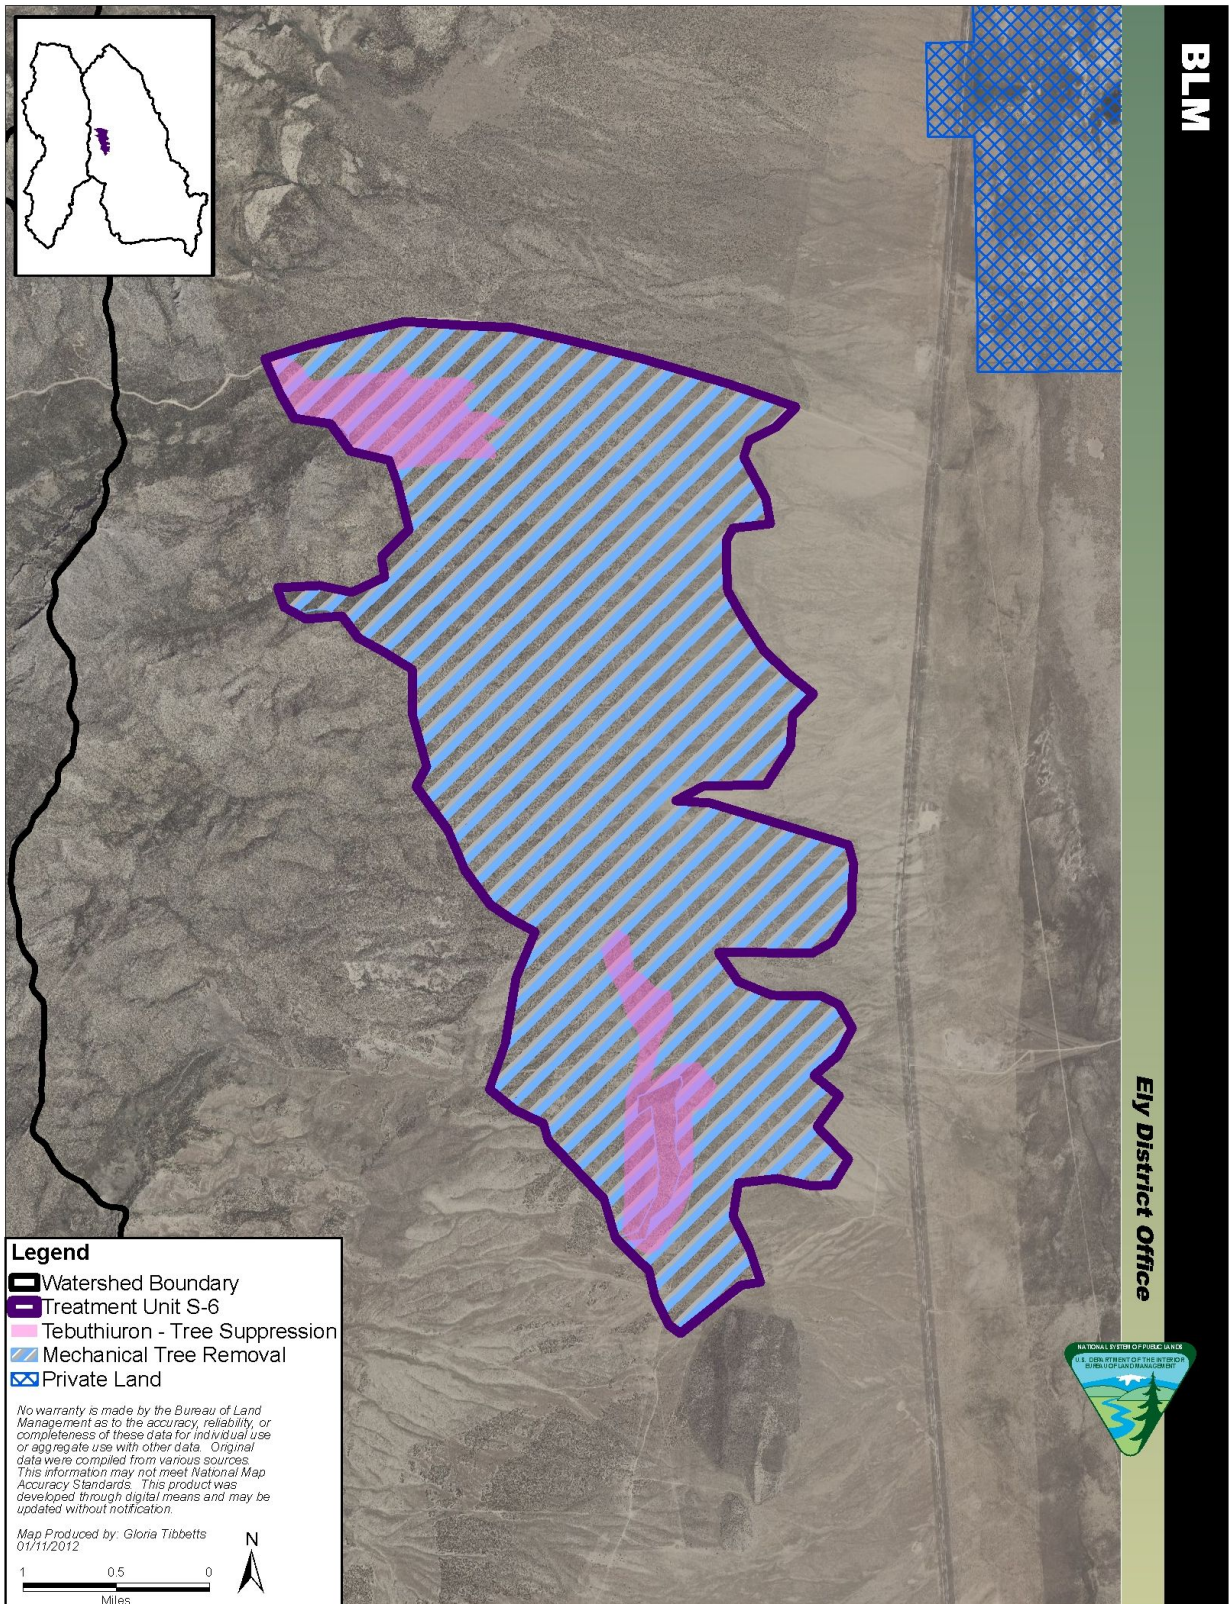 BLM
Ely District Office
NATIONAL SYSTEM OF PUBLIC LANDS
U.S. DEPARTMENT OF THE INTERIOR
BUREAU OF LAND MANAGEMENT
Legend
Watershed Boundary
Treatment Unit S-6
Tebuthiuron - Tree Suppression
Mechanical Tree Removal
Private Land
No warranty is made by the Bureau of Land
Management as to the accuracy, reliability, or
completeness of these data for individual use
or aggregate use with other data. Original
data were compiled from various sources.
This information may not meet National Map
Accuracy Standards. This product was
developed through digital means and may be
updated without notification.
Map Produced by: Gloria Tibbetts
01/11/2012
N
1 0.5 0
Miles